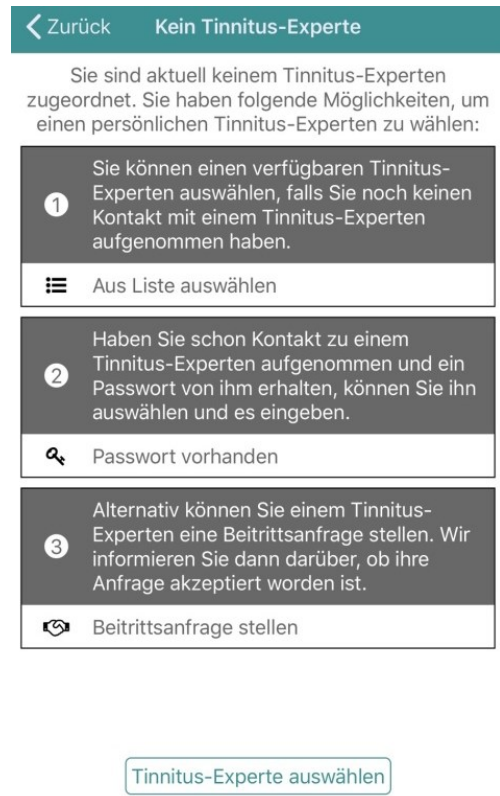 Zurück Kein Tinnitus-Experte
Sie sind aktuell keinem Tinnitus-Experten
zugeordnet. Sie haben folgende Möglichkeiten, um
einen persönlichen Tinnitus-Experten zu wählen:
1
Sie können einen verfügbaren Tinnitus-
Experten auswählen, falls Sie noch keinen
Kontakt mit einem Tinnitus-Experten
aufgenommen haben.
Aus Liste auswählen
2
Haben Sie schon Kontakt zu einem
Tinnitus-Experten aufgenommen und ein
Passwort von ihm erhalten, können Sie ihn
auswählen und es eingeben.
Passwort vorhanden
3
Alternativ können Sie einem Tinnitus-
Experten eine Beitrittsanfrage stellen. Wir
informieren Sie dann darüber, ob ihre
Anfrage akzeptiert worden ist.
Beitrittsanfrage stellen
Tinnitus-Experte auswählen